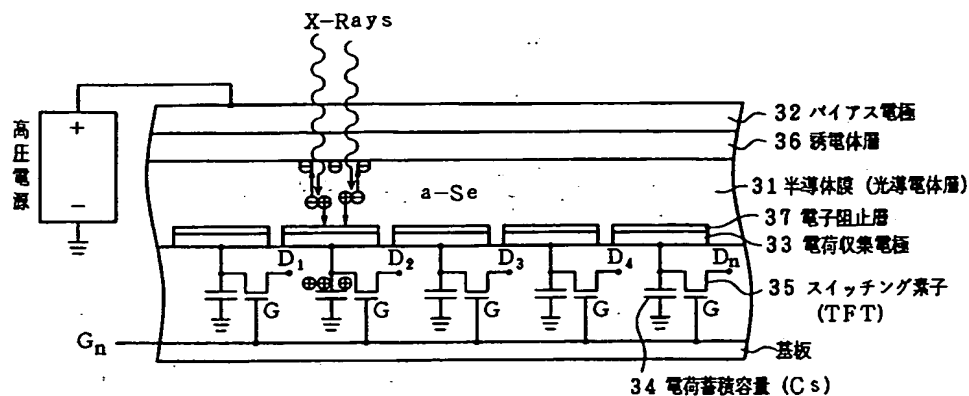 X-Rays
高圧電源
+
−
32 バイアス電極
36 誘電体層
a-Se
31 半導体膜 (光導電体層)
37 電子阻止層
33 電荷収集電極
D1
D2
D3
D4
Dn
35 スイッチング素子
(TFT)
G
G
G
G
G
Gn
基板
34 電荷蓄積容量 (Cs)